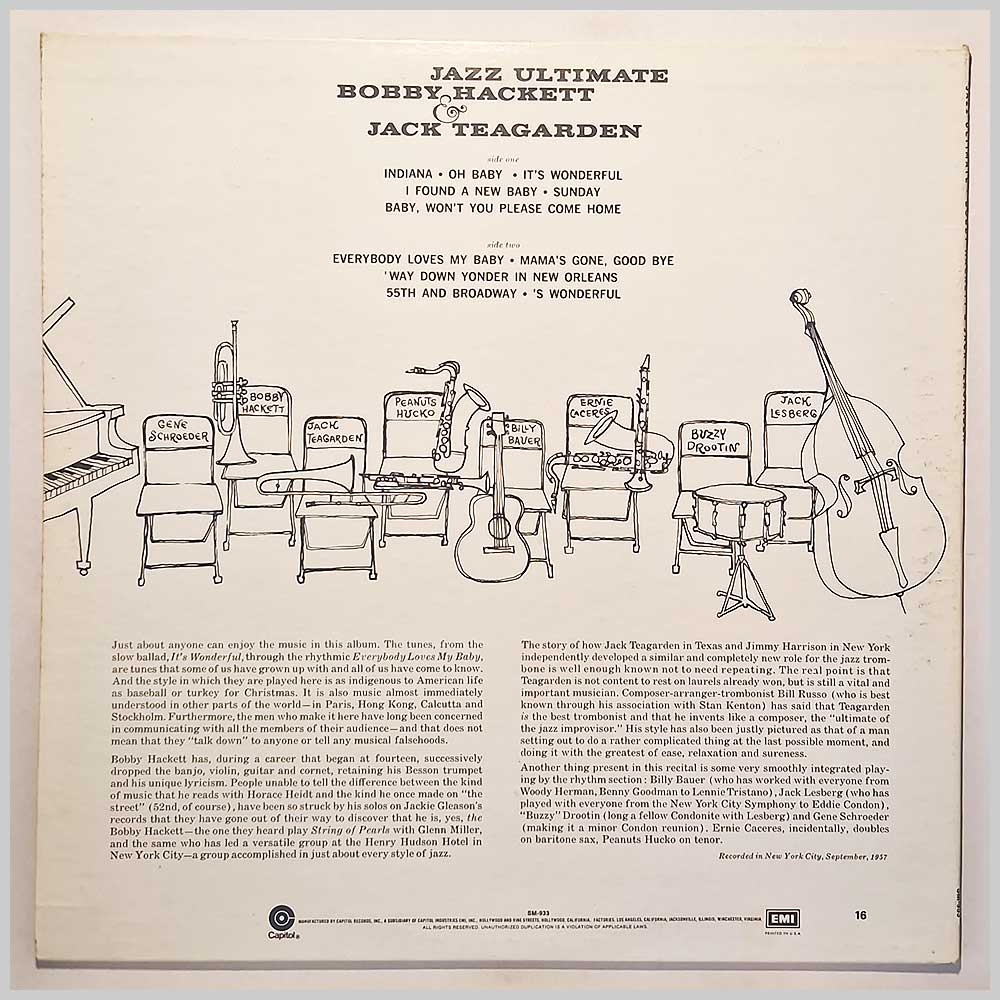 JAZZ ULTIMATE
BOBBY HACKETT
&
JACK TEAGARDEN
side one
INDIANA • OH BABY • IT'S WONDERFUL
I FOUND A NEW BABY • SUNDAY
BABY, WON'T YOU PLEASE COME HOME
side two
EVERYBODY LOVES MY BABY • MAMA'S GONE, GOOD BYE
'WAY DOWN YONDER IN NEW ORLEANS
55TH AND BROADWAY • 'S WONDERFUL
GENE
SCHROEDER
BOBBY
HACKETT
JACK
TEAGARDEN
PEANUTS
HUCKO
BILLY
BAUER
ERNIE
CACERES
BUZZY
DROOTIN'
JACK
LESBERG
Just about anyone can enjoy the music in this album. The tunes, from the
slow ballad, It's Wonderful, through the rhythmic Everybody Loves My Baby,
are tunes that some of us have grown up with and all of us have come to know.
And the style in which they are played here is as indigenous to American life
as baseball or turkey for Christmas. It is also music almost immediately
understood in other parts of the world—in Paris, Hong Kong, Calcutta and
Stockholm. Furthermore, the men who make it here have long been concerned
in communicating with all the members of their audience—and that does not
mean that they "talk down" to anyone or tell any musical falsehoods.
Bobby Hackett has, during a career that began at fourteen, successively
dropped the banjo, violin, guitar and cornet, retaining his Besson trumpet
and his unique lyricism. People unable to tell the difference between the kind
of music that he reads with Horace Heidt and the kind he once made on "the
street" (52nd, of course), have been so struck by his solos on Jackie Gleason's
records that they have gone out of their way to discover that he is, yes, the
Bobby Hackett—the one they heard play String of Pearls with Glenn Miller,
and the same who has led a versatile group at the Henry Hudson Hotel in
New York City—a group accomplished in just about every style of jazz.
The story of how Jack Teagarden in Texas and Jimmy Harrison in New York
independently developed a similar and completely new role for the jazz trom-
bone is well enough known not to need repeating. The real point is that
Teagarden is not content to rest on laurels already won, but is still a vital and
important musician. Composer-arranger-trombonist Bill Russo (who is best
known through his association with Stan Kenton) has said that Teagarden
is the best trombonist and that he invents like a composer, the "ultimate of
the jazz improvisor." His style has also been justly pictured as that of a man
setting out to do a rather complicated thing at the last possible moment, and
doing it with the greatest of ease, relaxation and sureness.
Another thing present in this recital is some very smoothly integrated play-
ing by the rhythm section: Billy Bauer (who has worked with everyone from
Woody Herman, Benny Goodman to Lennie Tristano), Jack Lesberg (who has
played with everyone from the New York City Symphony to Eddie Condon),
"Buzzy" Drootin (long a fellow Condonite with Lesberg) and Gene Schroeder
(making it a minor Condon reunion). Ernie Caceres, incidentally, doubles
on baritone sax, Peanuts Hucko on tenor.
Recorded in New York City, September, 1957
Capitol®
SM-933
MANUFACTURED BY CAPITOL RECORDS, INC., A SUBSIDIARY OF CAPITOL INDUSTRIES EMI, INC., HOLLYWOOD AND VINE STREETS, HOLLYWOOD, CALIFORNIA. FACTORIES: LOS ANGELES, CALIFORNIA, JACKSONVILLE, ILLINOIS, WINCHESTER, VIRGINIA.
ALL RIGHTS RESERVED. UNAUTHORIZED DUPLICATION IS A VIOLATION OF APPLICABLE LAWS.
EMI
PRINTED IN U.S.A.
16